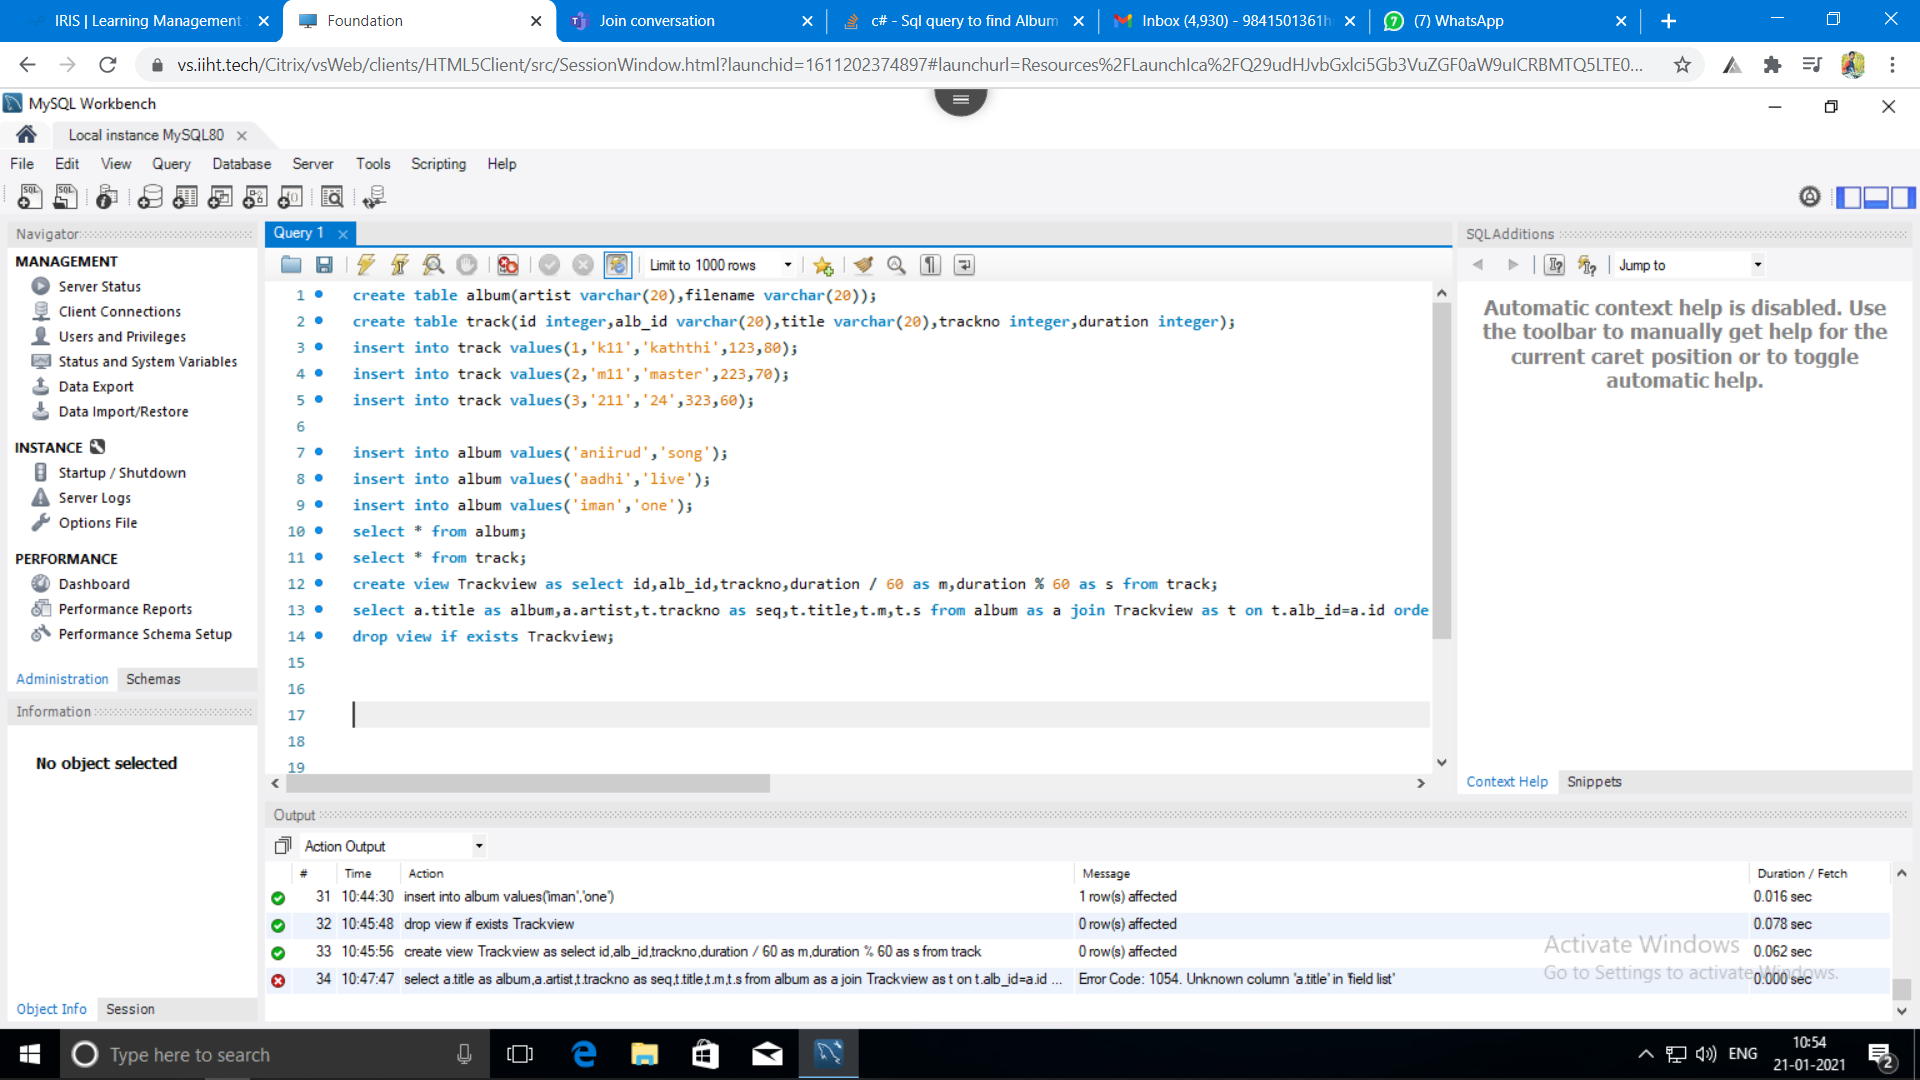 IRIS | Learning Management
Foundation
Join conversation
c# - Sql query to find Album
Inbox (4,930) - 9841501361h
(7) WhatsApp
vs.iiht.tech/Citrix/vsWeb/clients/HTML5Client/src/SessionWindow.html?launchid=1611202374897#launchurl=Resources%2FLaunchIca%2FQ29udHJvbGxlci5Gb3VuZGF0aW9uICRBMTQ5LTE0...
MySQL Workbench
Local instance MySQL80
File Edit View Query Database Server Tools Scripting Help
Navigator
MANAGEMENT
Server Status
Client Connections
Users and Privileges
Status and System Variables
Data Export
Data Import/Restore
INSTANCE
Startup / Shutdown
Server Logs
Options File
PERFORMANCE
Dashboard
Performance Reports
Performance Schema Setup
Administration Schemas
Information
No object selected
Object Info Session
Query 1
Limit to 1000 rows
1 create table album(artist varchar(20),filename varchar(20));
2 create table track(id integer,alb_id varchar(20),title varchar(20),trackno integer,duration integer);
3 insert into track values(1,'k11','kaththi',123,80);
4 insert into track values(2,'m11','master',223,70);
5 insert into track values(3,'211','24',323,60);
6
7 insert into album values('aniirud','song');
8 insert into album values('aadhi','live');
9 insert into album values('iman','one');
10 select * from album;
11 select * from track;
12 create view Trackview as select id,alb_id,trackno,duration / 60 as m,duration % 60 as s from track;
13 select a.title as album,a.artist,t.trackno as seq,t.title,t.m,t.s from album as a join Trackview as t on t.alb_id=a.id orde
14 drop view if exists Trackview;
15
16
17
18
19
SQLAdditions
Jump to
Automatic context help is disabled. Use
the toolbar to manually get help for the
current caret position or to toggle
automatic help.
Context Help Snippets
Output
Action Output
# Time Action Message Duration / Fetch
31 10:44:30 insert into album values('iman','one') 1 row(s) affected 0.016 sec
32 10:45:48 drop view if exists Trackview 0 row(s) affected 0.078 sec
33 10:45:56 create view Trackview as select id,alb_id,trackno,duration / 60 as m,duration % 60 as s from track 0 row(s) affected 0.062 sec
34 10:47:47 select a.title as album,a.artist,t.trackno as seq,t.title,t.m,t.s from album as a join Trackview as t on t.alb_id=a.id ... Error Code: 1054. Unknown column 'a.title' in 'field list' 0.000 sec
Activate Windows
Go to Settings to activate Windows.
Type here to search
ENG
10:54
21-01-2021
2